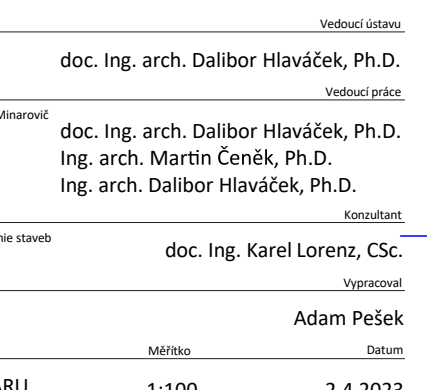 Vedoucí ústavu
doc. Ing. arch. Dalibor Hlaváček, Ph.D.
Vedoucí práce
Minarovič
doc. Ing. arch. Dalibor Hlaváček, Ph.D.
Ing. arch. Martin Čeněk, Ph.D.
Ing. arch. Dalibor Hlaváček, Ph.D.
Konzultant
nie staveb
doc. Ing. Karel Lorenz, CSc.
Vypracoval
Adam Pešek
Měřítko Datum
ARU 1:100 2.4.2023